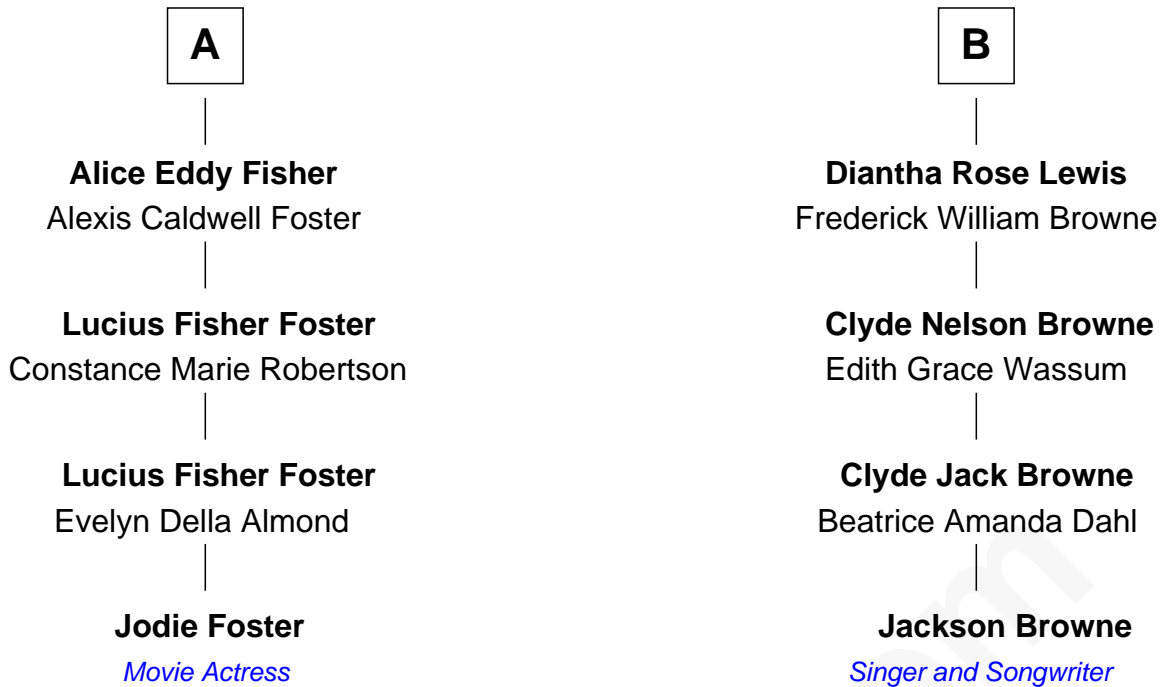 A
B
Alice Eddy Fisher
Alexis Caldwell Foster
Diantha Rose Lewis
Frederick William Browne
Lucius Fisher Foster
Constance Marie Robertson
Clyde Nelson Browne
Edith Grace Wassum
Lucius Fisher Foster
Evelyn Della Almond
Clyde Jack Browne
Beatrice Amanda Dahl
Jodie Foster
Movie Actress
Jackson Browne
Singer and Songwriter